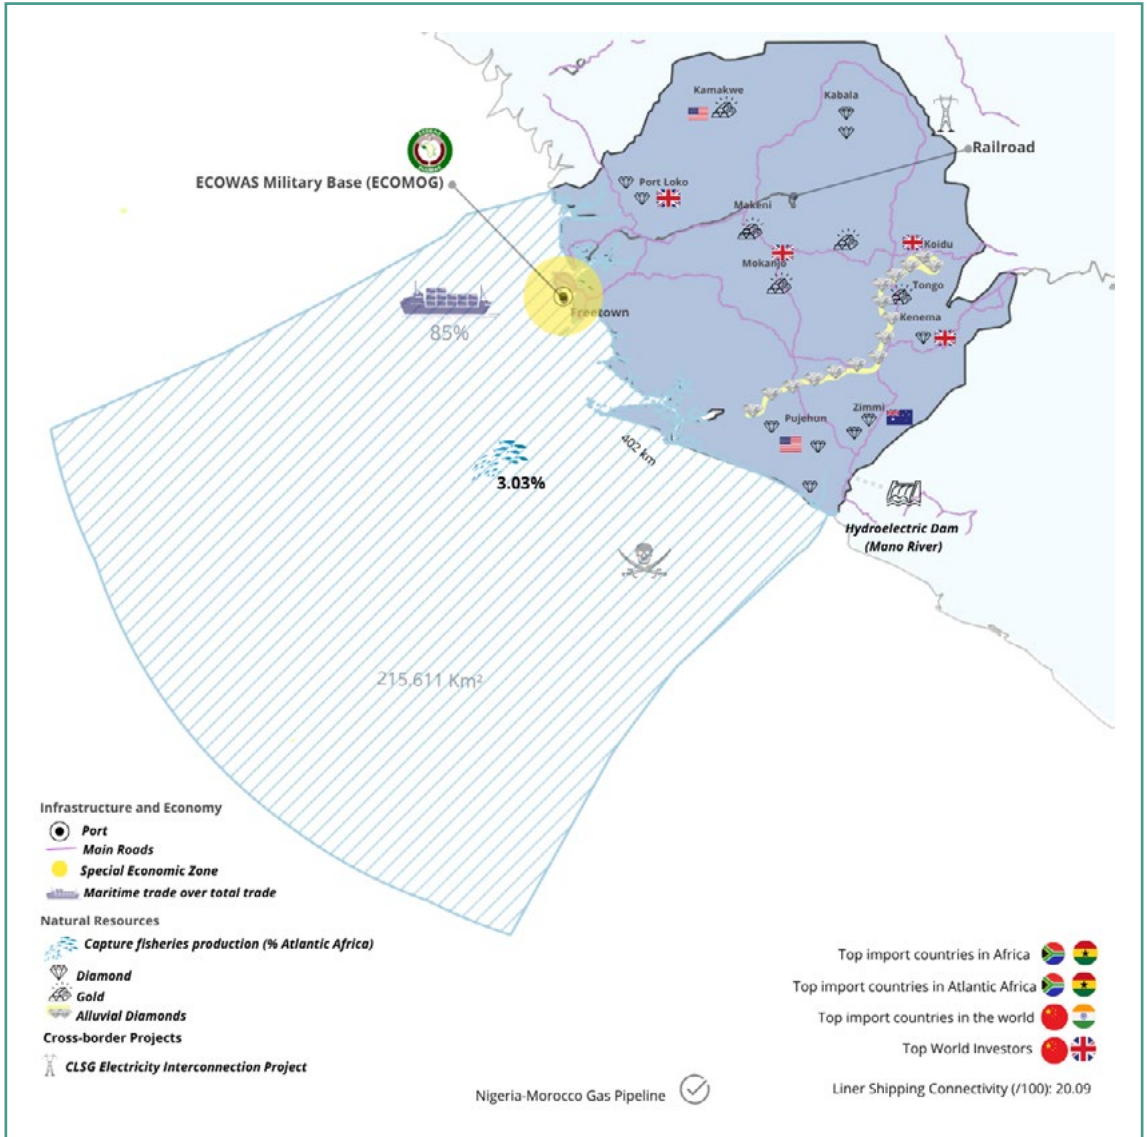 Kamakwe
Kabala
Railroad
ECOWAS Military Base (ECOMOG)
Port Loko
Makeni
Koidu
Mokanjo
Tongo
Freetown
Kenema
85%
Pujehun
Zimmi
402 km
3.03%
Hydroelectric Dam
(Mano River)
215,611 Km²
Infrastructure and Economy
Port
Main Roads
Special Economic Zone
Maritime trade over total trade
Natural Resources
Capture fisheries production (% Atlantic Africa)
Diamond
Gold
Alluvial Diamonds
Cross-border Projects
CLSG Electricity Interconnection Project
Top import countries in Africa
Top import countries in Atlantic Africa
Top import countries in the world
Top World Investors
Nigeria-Morocco Gas Pipeline
Liner Shipping Connectivity (/100): 20.09